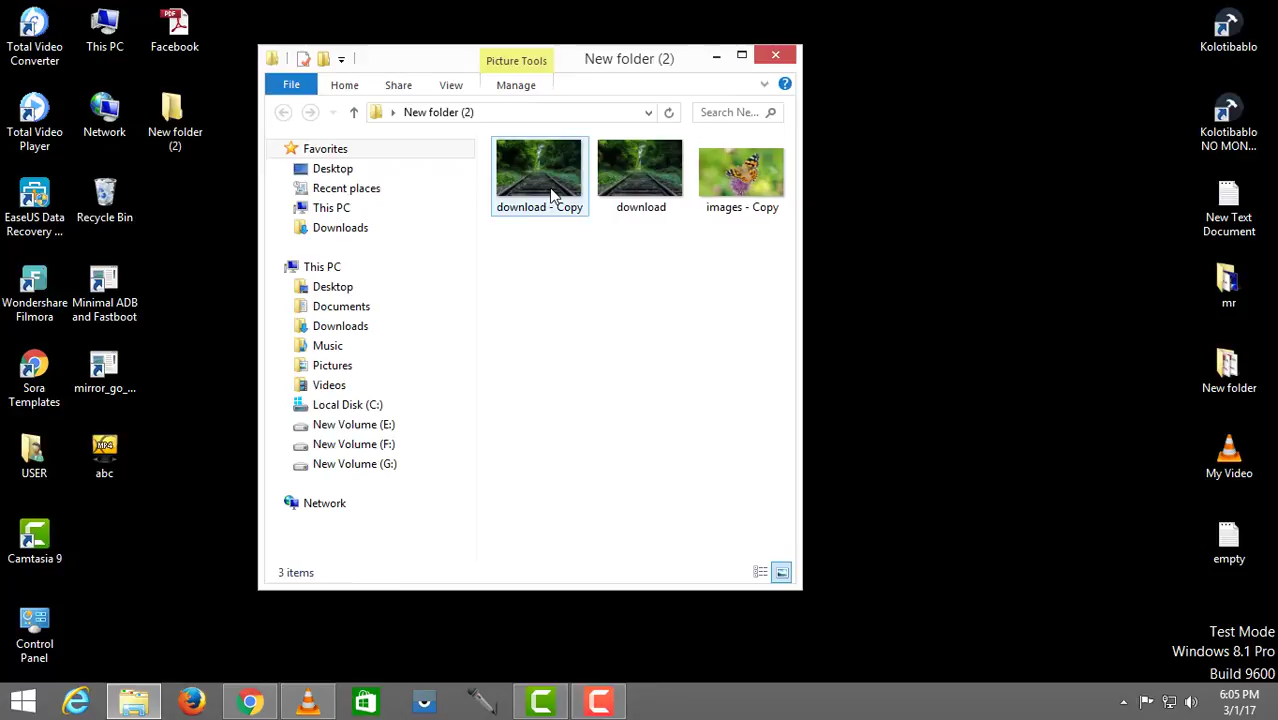 Total Video
Converter
This PC
Facebook
Total Video
Player
Network
New folder
(2)
EaseUS Data
Recovery ...
Recycle Bin
Wondershare
Filmora
Minimal ADB
and Fastboot
Sora
Templates
mirror_go_...
USER
MP4
abc
Camtasia 9
Control
Panel
Picture Tools
New folder (2)
File
Home
Share
View
Manage
New folder (2)
Search Ne...
Favorites
Desktop
Recent places
This PC
Downloads
This PC
Desktop
Documents
Downloads
Music
Pictures
Videos
Local Disk (C:)
New Volume (E:)
New Volume (F:)
New Volume (G:)
Network
download - Copy
download
images - Copy
3 items
Kolotibablo
Kolotibablo
NO MON...
New Text
Document
mr
New folder
My Video
empty
Test Mode
Windows 8.1 Pro
Build 9600
6:05 PM
3/1/17